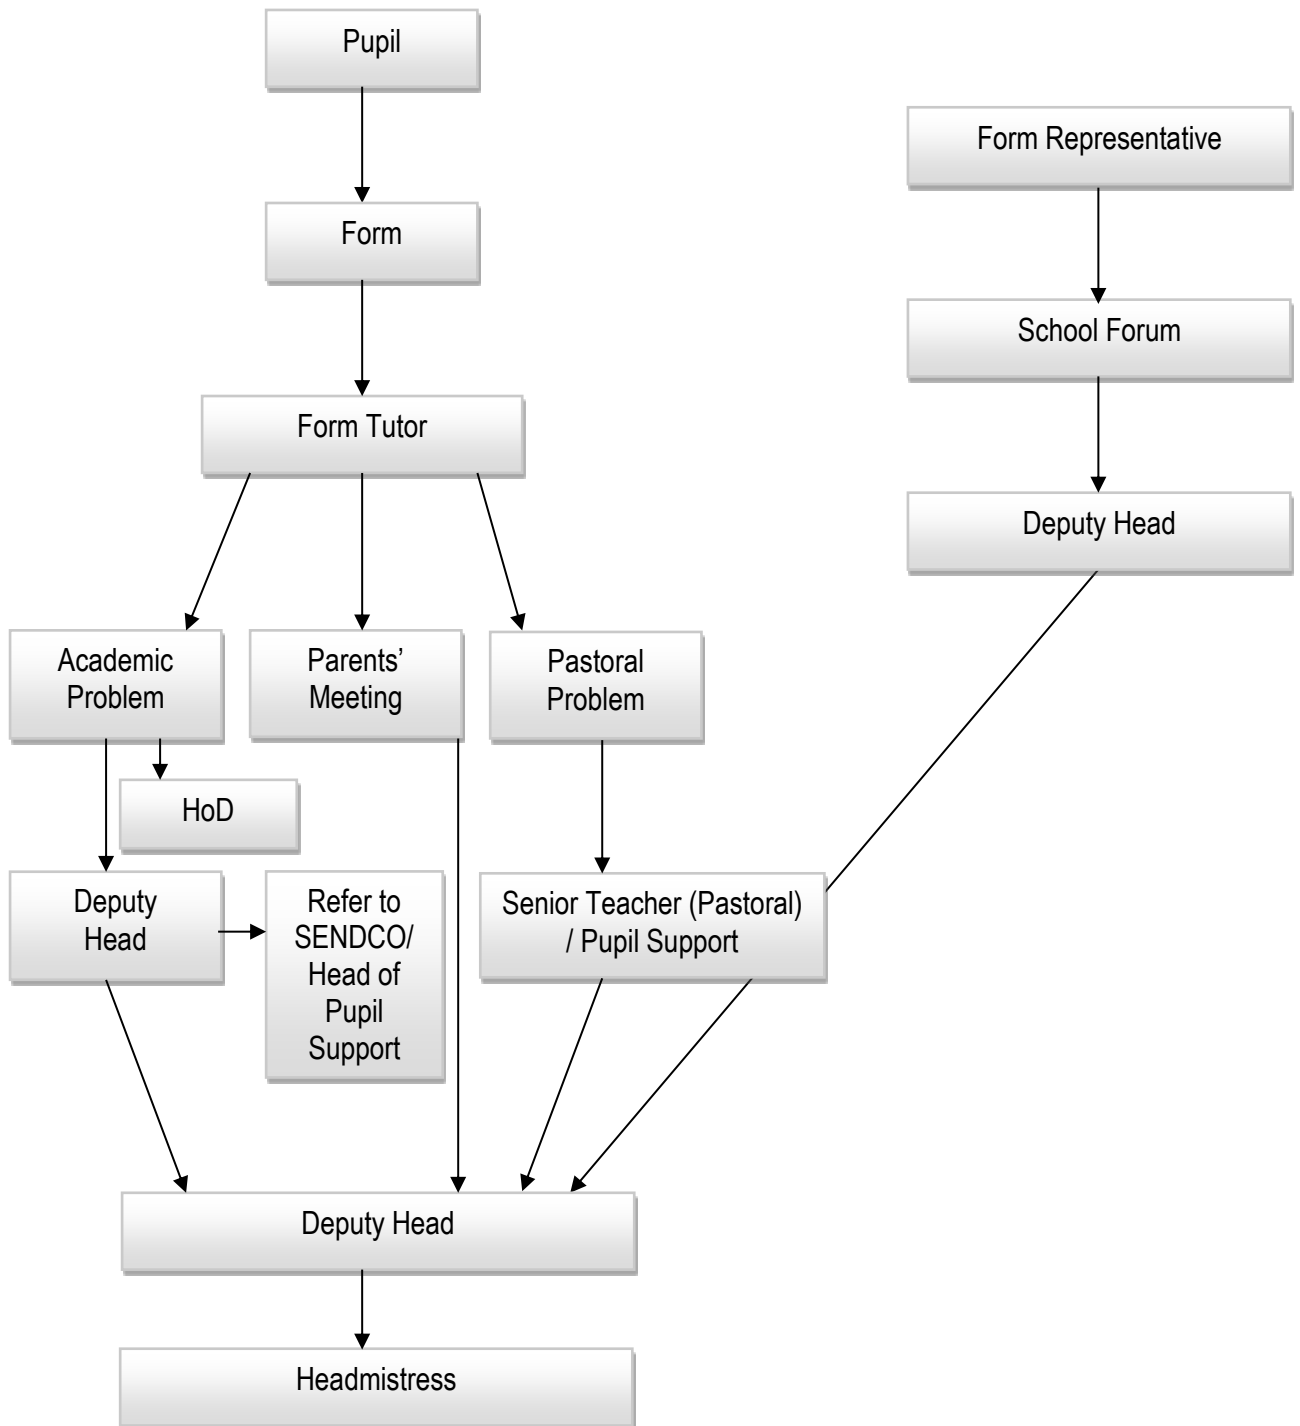 Pupil
Form Representative
Form
School Forum
Form Tutor
Deputy Head
Academic
Problem
Parents’
Meeting
Pastoral
Problem
HoD
Deputy
Head
Refer to
SENDCO/
Head of
Pupil
Support
Senior Teacher (Pastoral)
/ Pupil Support
Deputy Head
Headmistress